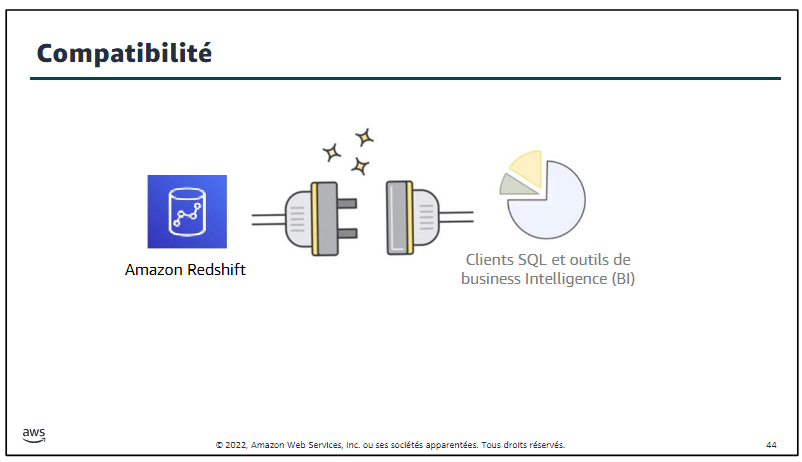 Compatibilité
Amazon Redshift
Clients SQL et outils de
business Intelligence (BI)
aws
© 2022, Amazon Web Services, Inc. ou ses sociétés apparentées. Tous droits réservés.
44